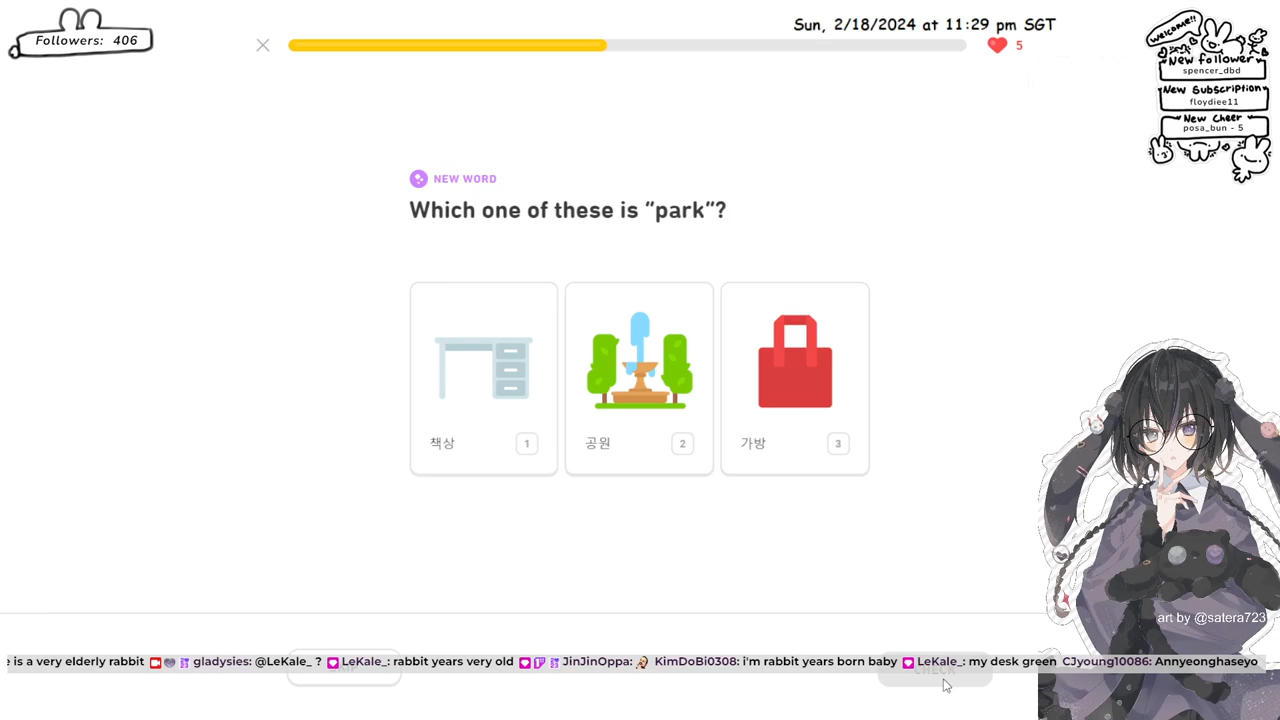 Followers: 406
Sun, 2/18/2024 at 11:29 pm SGT
5
welcome!!
New follower
spencer_dbd
New Subscription
floydiee11
New Cheer
posa_bun - 5
NEW WORD
Which one of these is “park”?
책상 1
공원 2
가방 3
art by @satera723
e is a very elderly rabbit gladysies: @LeKale_ ? LeKale_: rabbit years very old JinJinOppa: KimDoBi0308: i'm rabbit years born baby LeKale_: my desk green CJyoung10086: Annyeonghaseyo
CHECK